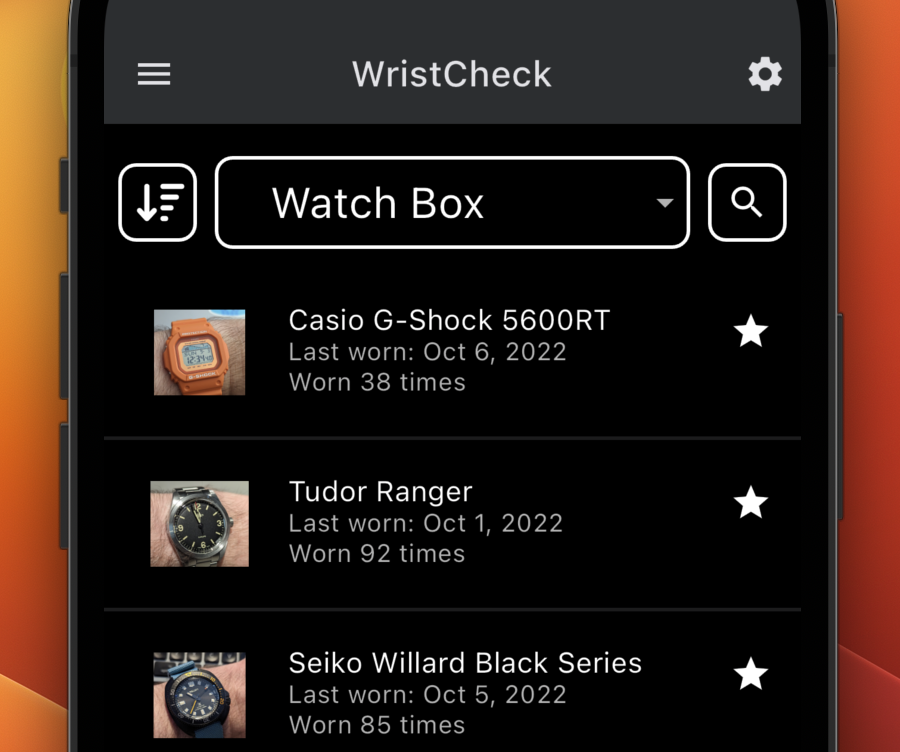 WristCheck
Watch Box
Casio G-Shock 5600RT
Last worn: Oct 6, 2022
Worn 38 times
Tudor Ranger
Last worn: Oct 1, 2022
Worn 92 times
Seiko Willard Black Series
Last worn: Oct 5, 2022
Worn 85 times